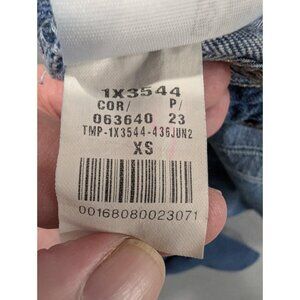 1X3544
COR/ P/
063640 23
TMP-1X3544-436JUN2
XS
00168080023071